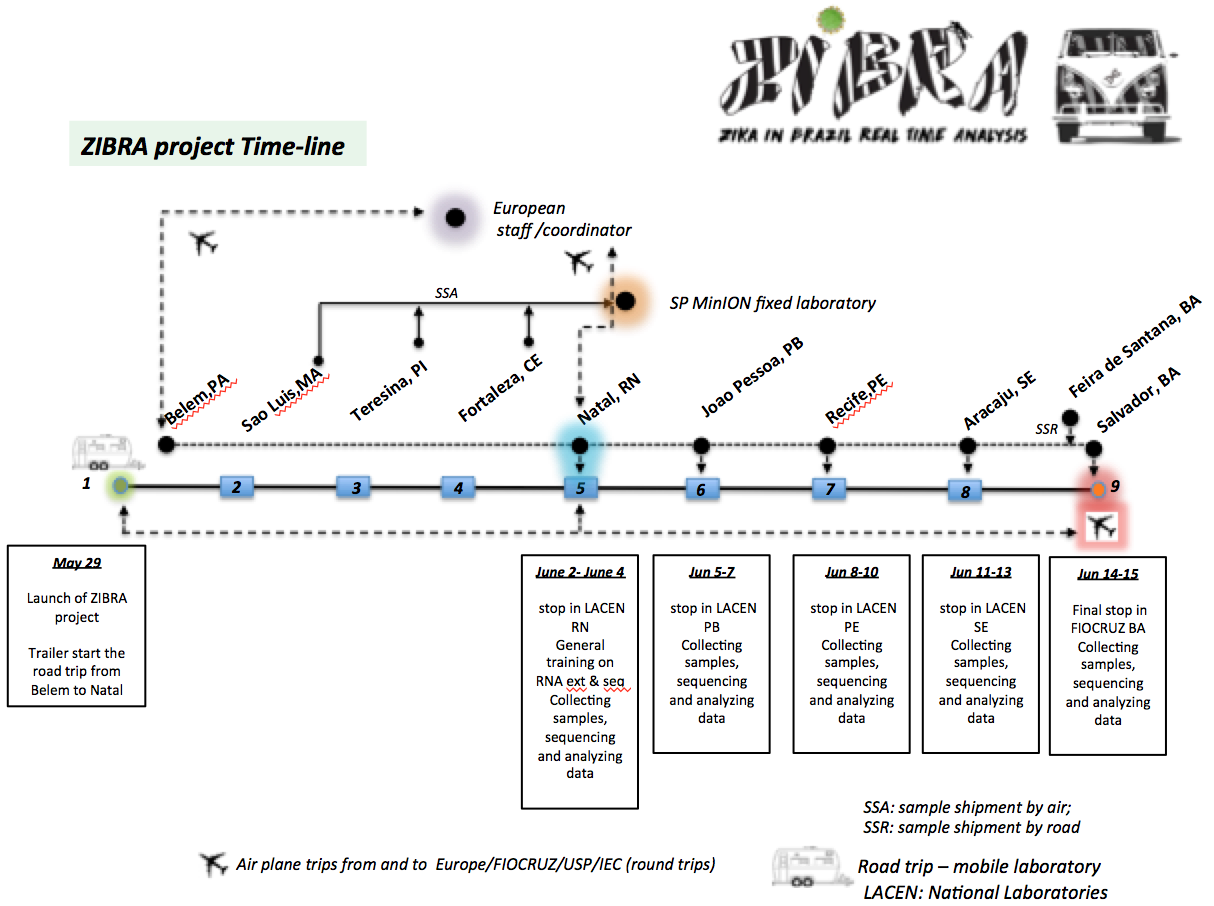 ZIBRA
ZIKA IN BRAZIL REAL TIME ANALYSIS
ZIBRA project Time-line
European
staff /coordinator
SSA
SP MinION fixed laboratory
Belem,PA
Sao Luis,MA
Teresina, PI
Fortaleza, CE
Natal, RN
Joao Pessoa, PB
Recife,PE
Aracaju, SE
Feira de Santana, BA
SSR
Salvador, BA
1
2
3
4
5
6
7
8
9
May 29
Launch of ZIBRA
project
Trailer start the
road trip from
Belem to Natal
June 2- June 4
stop in LACEN
RN
General
training on
RNA ext & seq
Collecting
samples,
sequencing
and analyzing
data
Jun 5-7
stop in LACEN
PB
Collecting
samples,
sequencing
and analyzing
data
Jun 8-10
stop in LACEN
PE
Collecting
samples,
sequencing
and analyzing
data
Jun 11-13
stop in LACEN
SE
Collecting
samples,
sequencing
and analyzing
data
Jun 14-15
Final stop in
FIOCRUZ BA
Collecting
samples,
sequencing
and analyzing
data
SSA: sample shipment by air;
SSR: sample shipment by road
Air plane trips from and to Europe/FIOCRUZ/USP/IEC (round trips)
Road trip – mobile laboratory
LACEN: National Laboratories